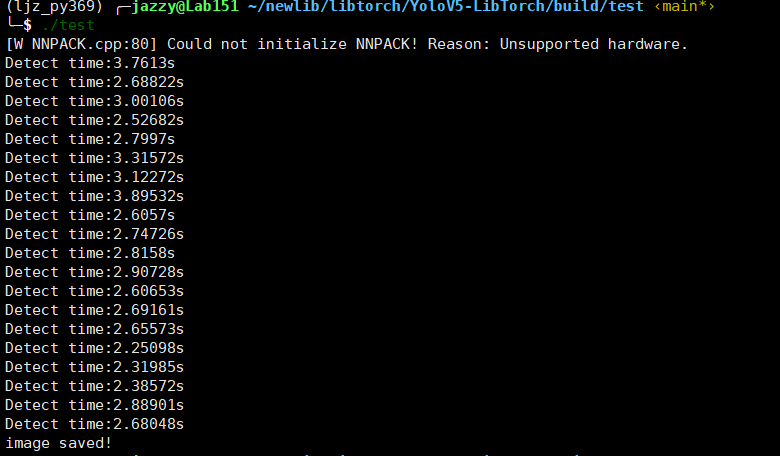 (ljz_py369) ╭─jazzy@Lab151 ~/newlib/libtorch/YoloV5-LibTorch/build/test ‹main*›
╰─$ ./test
[W NNPACK.cpp:80] Could not initialize NNPACK! Reason: Unsupported hardware.
Detect time:3.7613s
Detect time:2.68822s
Detect time:3.00106s
Detect time:2.52682s
Detect time:2.7997s
Detect time:3.31572s
Detect time:3.12272s
Detect time:3.89532s
Detect time:2.6057s
Detect time:2.74726s
Detect time:2.8158s
Detect time:2.90728s
Detect time:2.60653s
Detect time:2.69161s
Detect time:2.65573s
Detect time:2.25098s
Detect time:2.31985s
Detect time:2.38572s
Detect time:2.88901s
Detect time:2.68048s
image saved!